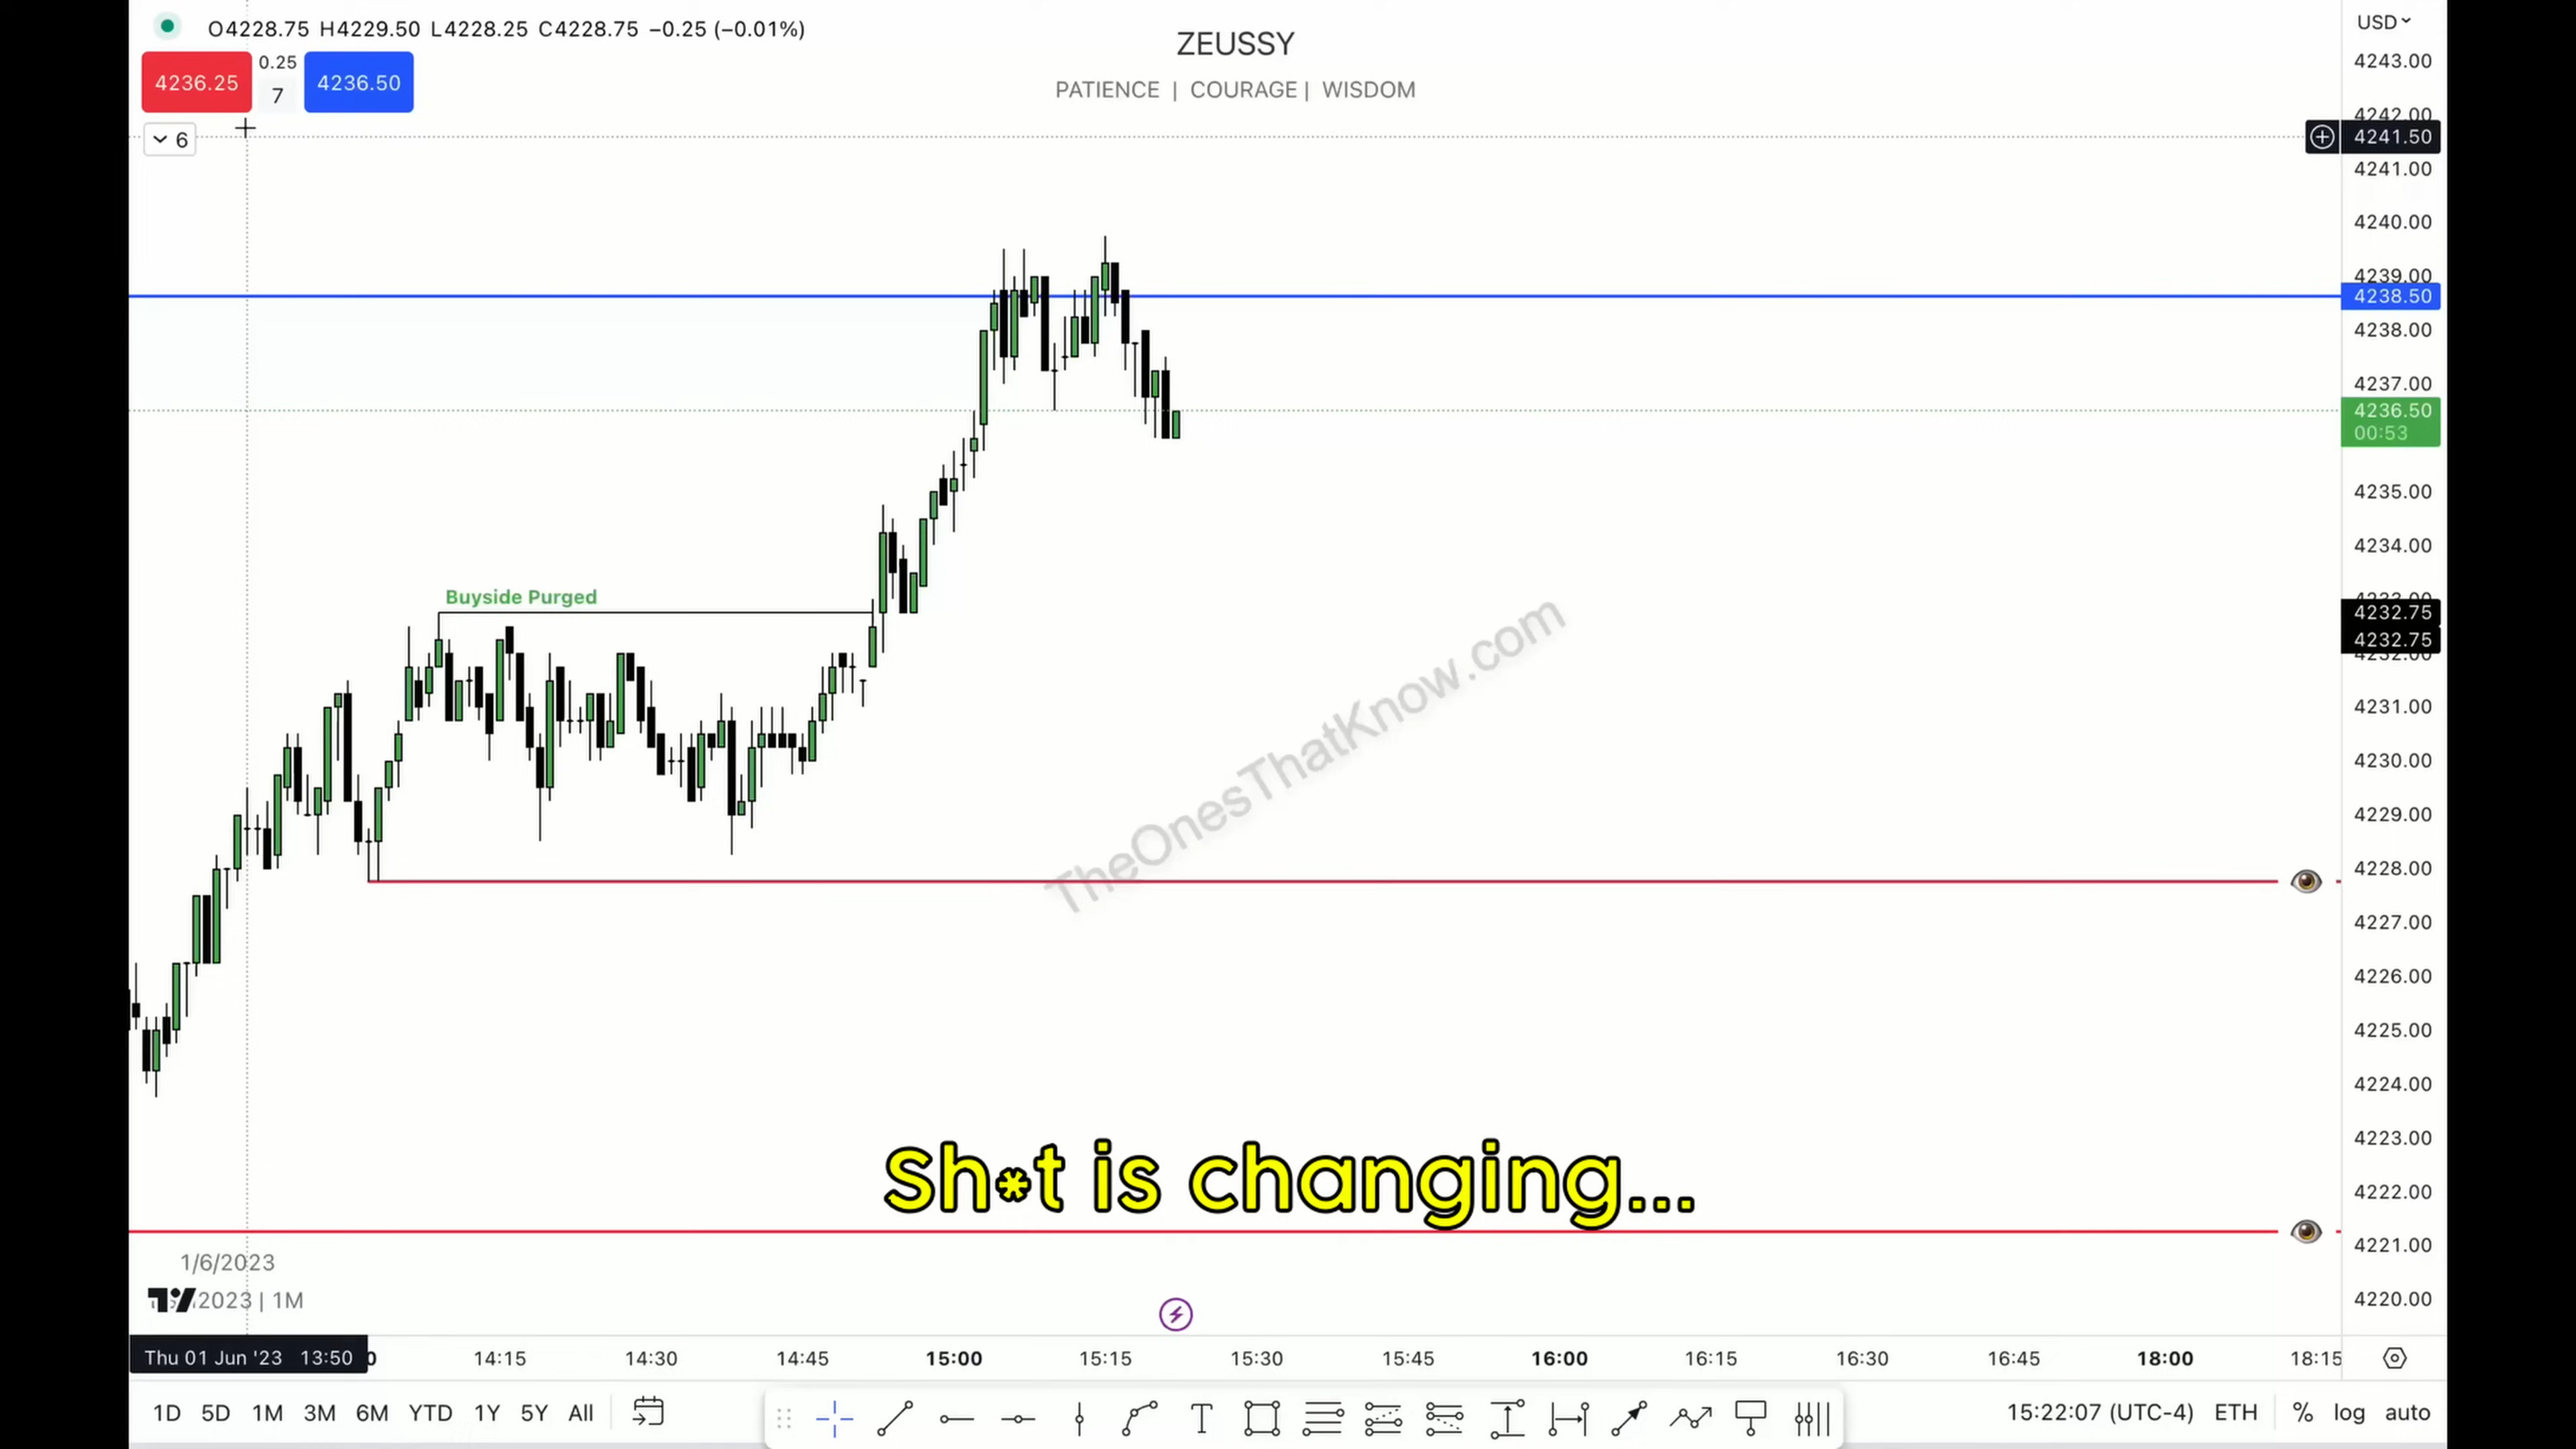 O4228.75 H4229.50 L4228.25 C4228.75 −0.25 (−0.01%)
USD
ZEUSSY
4236.25
0.25
7
4236.50
PATIENCE | COURAGE | WISDOM
6
4243.00
4242.00
4241.50
4241.00
4240.00
4239.00
4238.50
4238.00
4237.00
4236.50
00:53
4235.00
4234.00
4233.00
4232.75
4232.75
4232.00
4231.00
4230.00
4229.00
4228.00
4227.00
4226.00
4225.00
4224.00
4223.00
4222.00
4221.00
4220.00
Buyside Purged
TheOnesThatKnow.com
Sh*t is changing...
1/6/2023
2023 | 1M
Thu 01 Jun '23 13:50
14:15 14:30 14:45 15:00 15:15 15:30 15:45 16:00 16:15 16:30 16:45 18:00 18:15
1D 5D 1M 3M 6M YTD 1Y 5Y All
T
15:22:07 (UTC-4) ETH % log auto